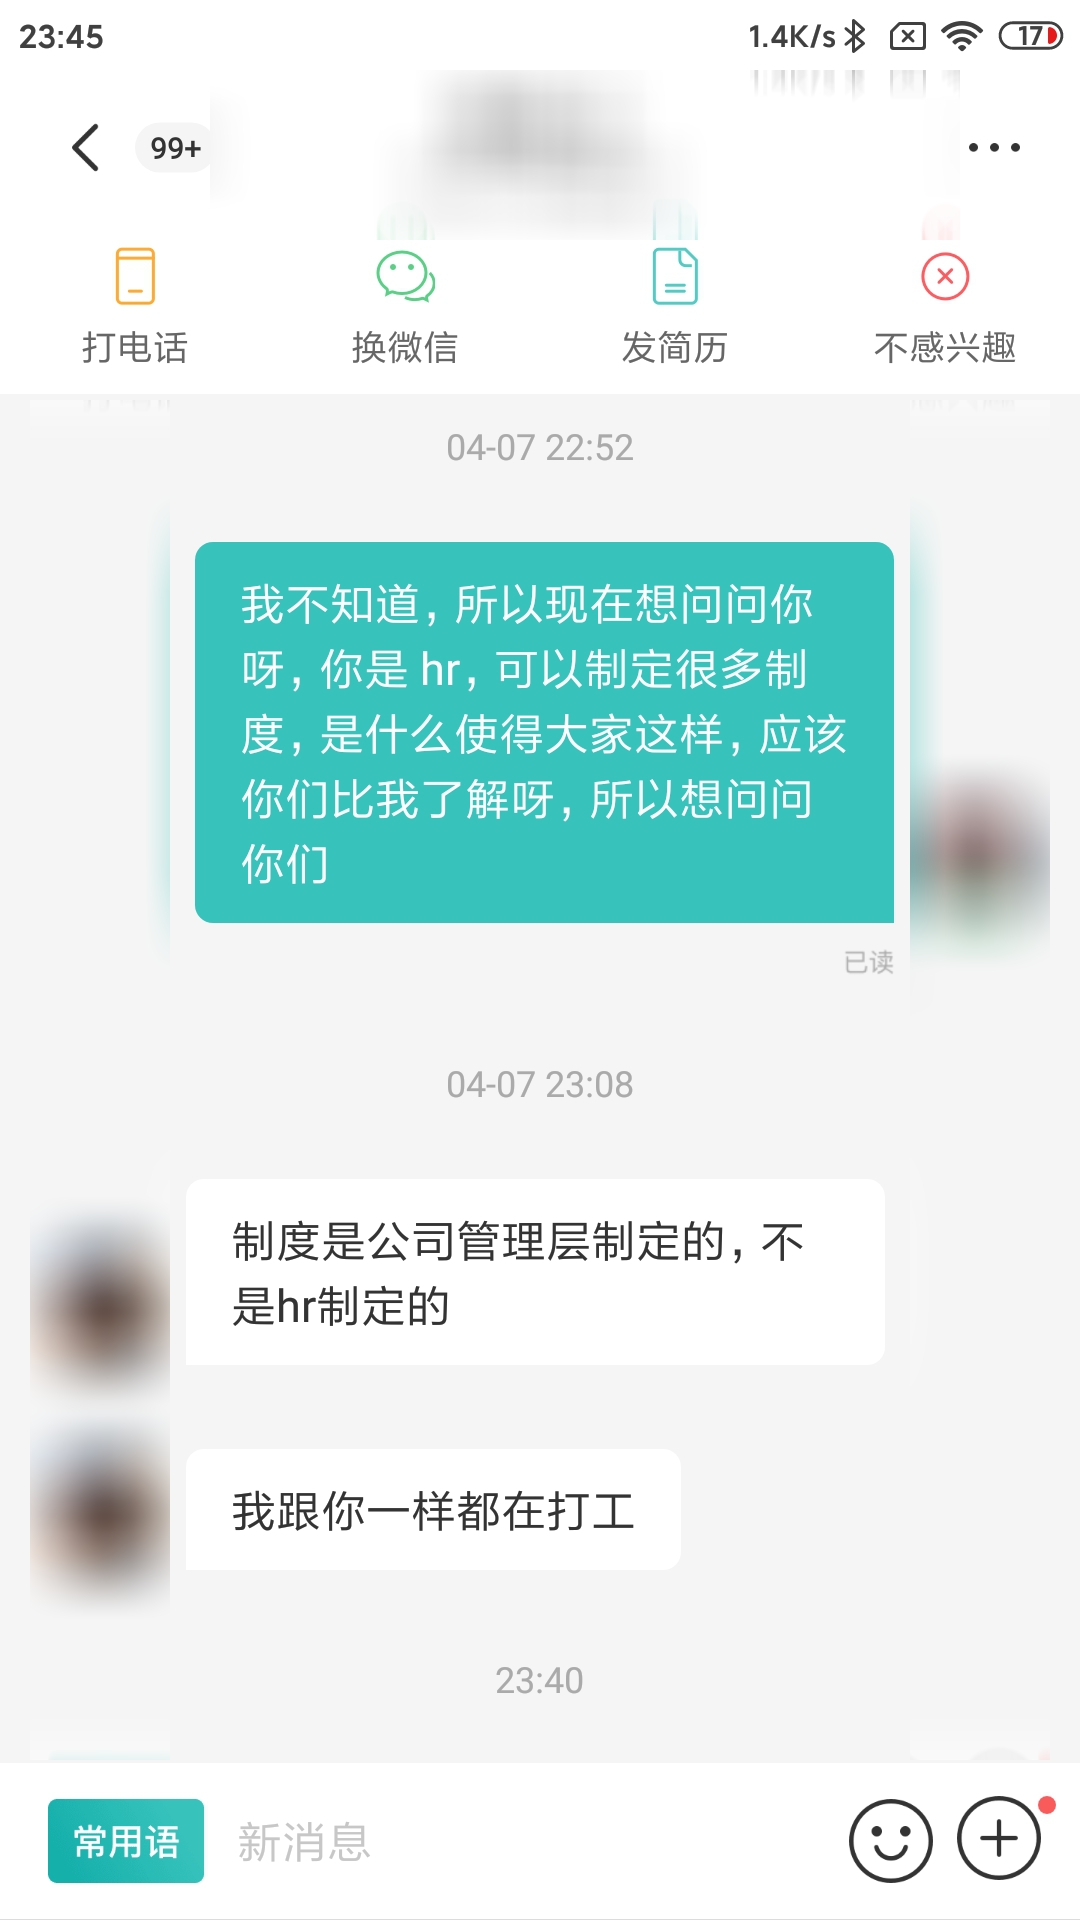 23:45
1.4K/s
17
99+
打电话
换微信
发简历
不感兴趣
04-07 22:52
我不知道，所以现在想问问你
呀，你是 hr，可以制定很多制
度，是什么使得大家这样，应该
你们比我了解呀，所以想问问
你们
已读
04-07 23:08
制度是公司管理层制定的，不
是hr制定的
我跟你一样都在打工
23:40
常用语
新消息